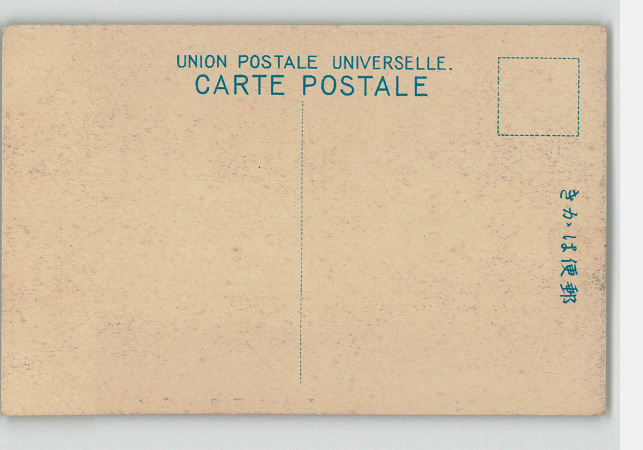 UNION POSTALE UNIVERSELLE.
CARTE POSTALE
きかﾞは便郵